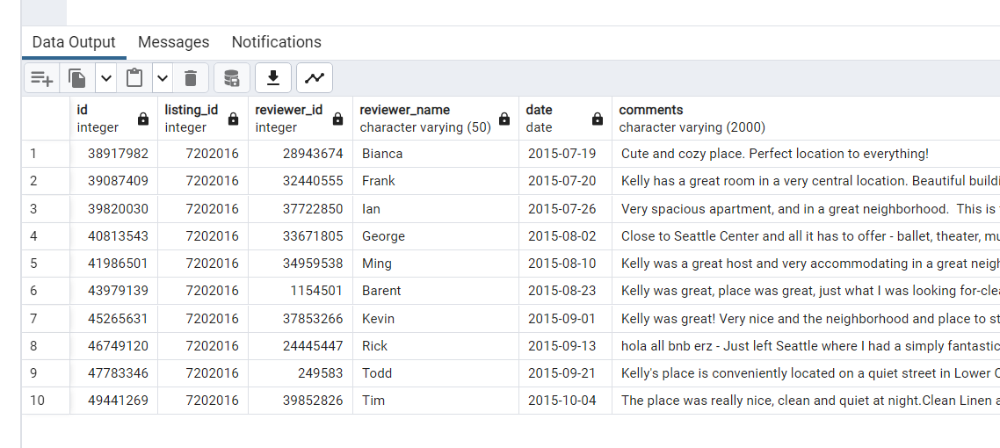 Data Output Messages Notifications
id listing_id reviewer_id reviewer_name date comments
integer integer integer character varying (50) date character varying (2000)
1 38917982 7202016 28943674 Bianca 2015-07-19 Cute and cozy place. Perfect location to everything!
2 39087409 7202016 32440555 Frank 2015-07-20 Kelly has a great room in a very central location. Beautiful buildi
3 39820030 7202016 37722850 Ian 2015-07-26 Very spacious apartment, and in a great neighborhood. This is
4 40813543 7202016 33671805 George 2015-08-02 Close to Seattle Center and all it has to offer - ballet, theater, mu
5 41986501 7202016 34959538 Ming 2015-08-10 Kelly was a great host and very accommodating in a great neigh
6 43979139 7202016 1154501 Barent 2015-08-23 Kelly was great, place was great, just what I was looking for-clea
7 45265631 7202016 37853266 Kevin 2015-09-01 Kelly was great! Very nice and the neighborhood and place to st
8 46749120 7202016 24445447 Rick 2015-09-13 hola all bnb erz - Just left Seattle where I had a simply fantastic
9 47783346 7202016 249583 Todd 2015-09-21 Kelly's place is conveniently located on a quiet street in Lower
10 49441269 7202016 39852826 Tim 2015-10-04 The place was really nice, clean and quiet at night.Clean Linen a